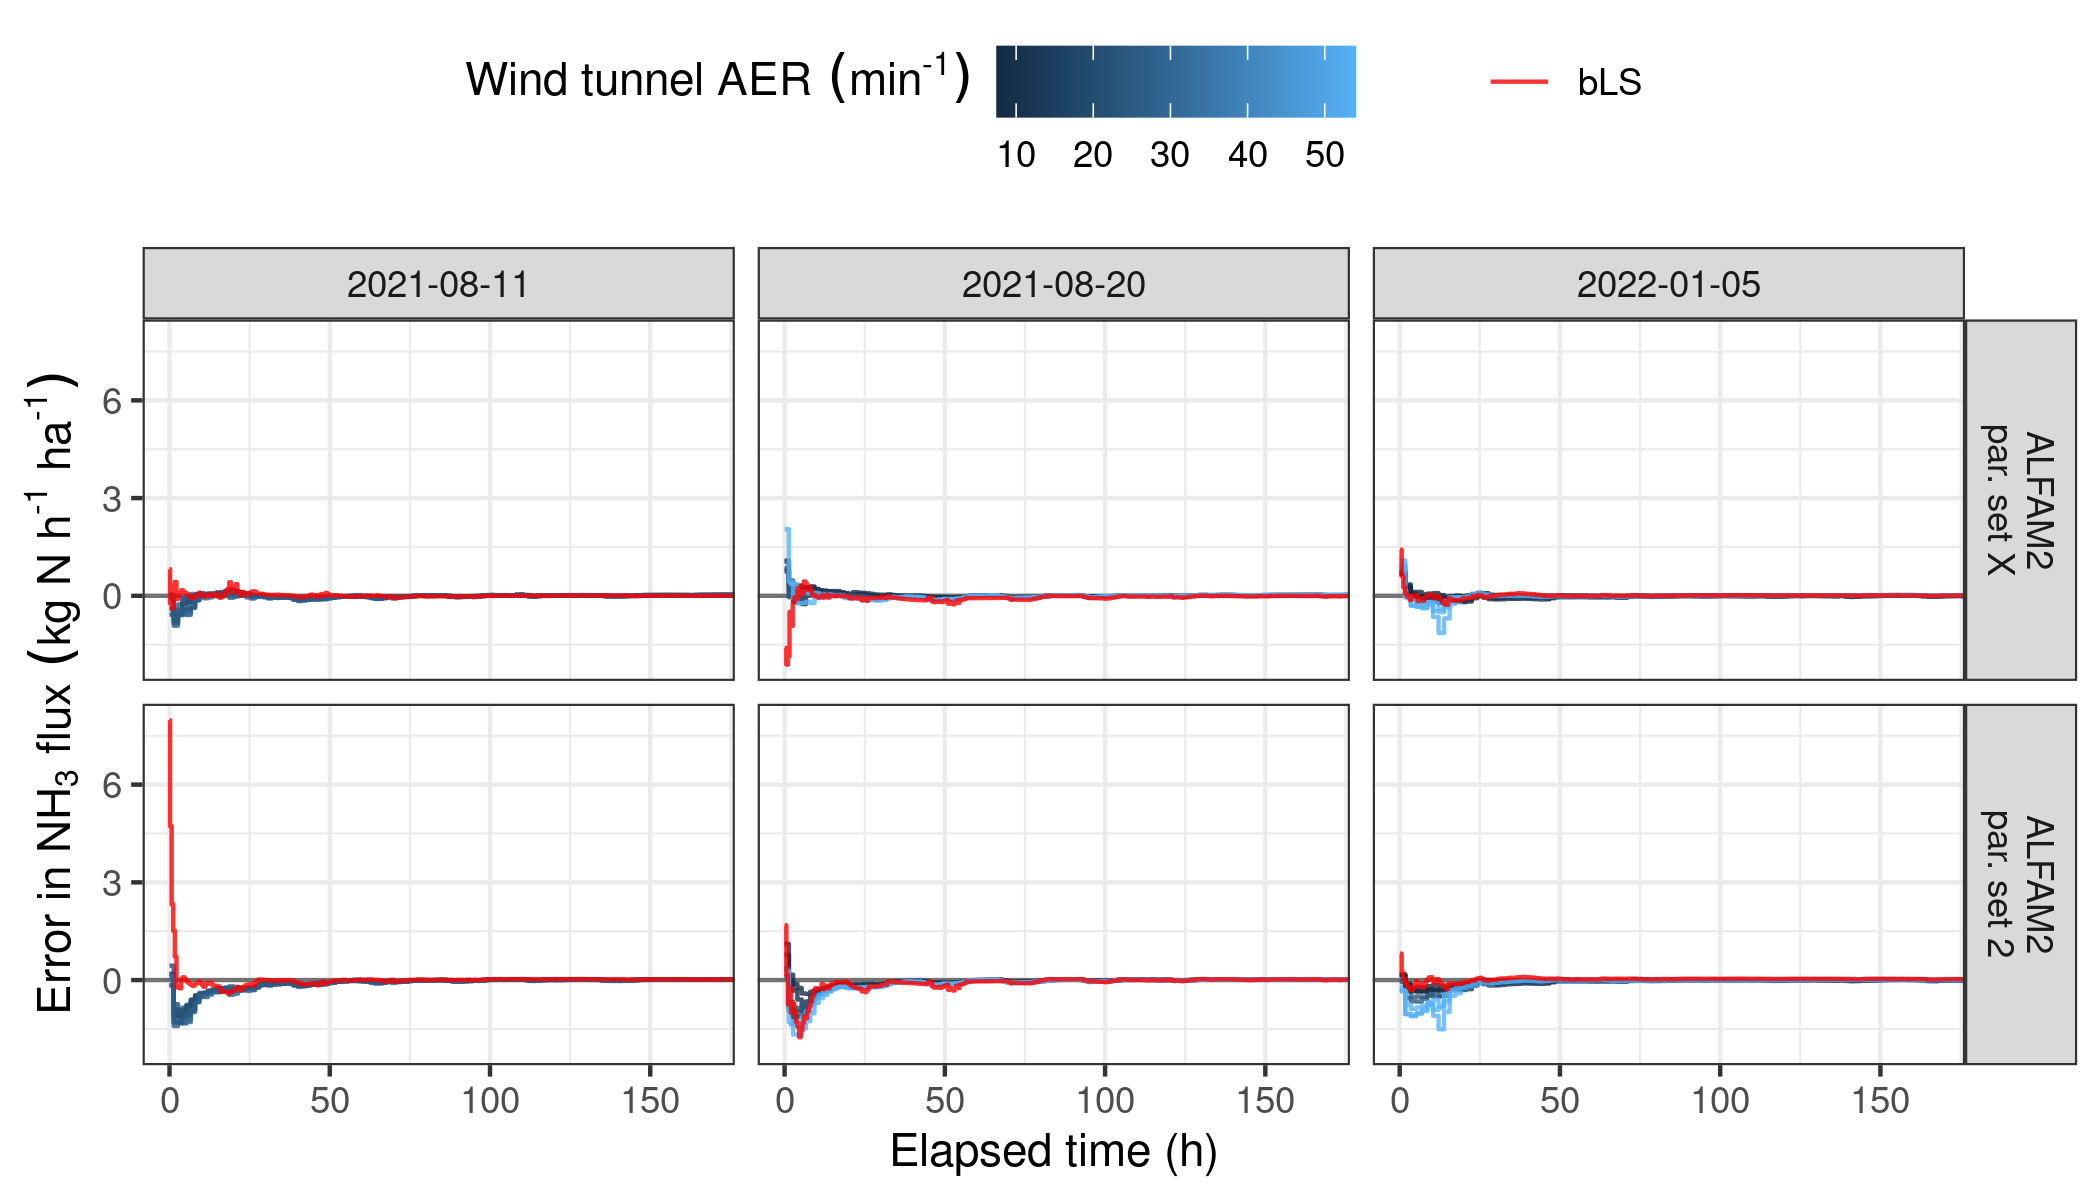 Wind tunnel AER (min⁻¹)
10 20 30 40 50
bLS
2021-08-11 2021-08-20 2022-01-05
Error in NH₃ flux (kg N h⁻¹ ha⁻¹)
6
3
0
ALFAM2
par. set X
6
3
0
ALFAM2
par. set 2
0 50 100 150 0 50 100 150 0 50 100 150
Elapsed time (h)